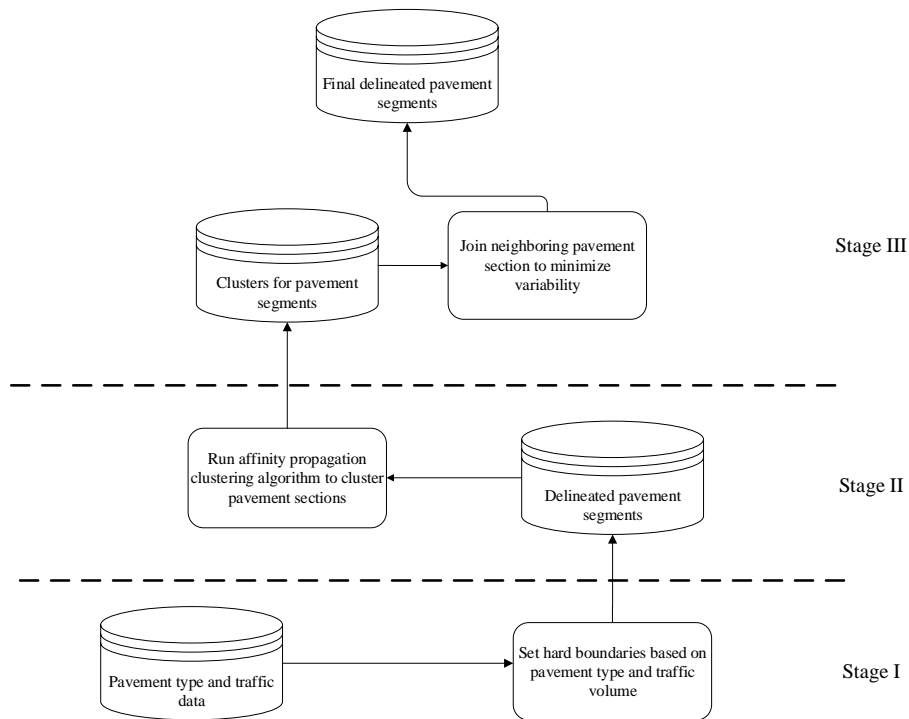 Final delineated pavement
segments
Clusters for pavement
segments
Join neighboring pavement
section to minimize
variability
Stage III
Run affinity propagation
clustering algorithm to cluster
pavement sections
Delineated pavement
segments
Stage II
Pavement type and traffic
data
Set hard boundaries based on
pavement type and traffic
volume
Stage I